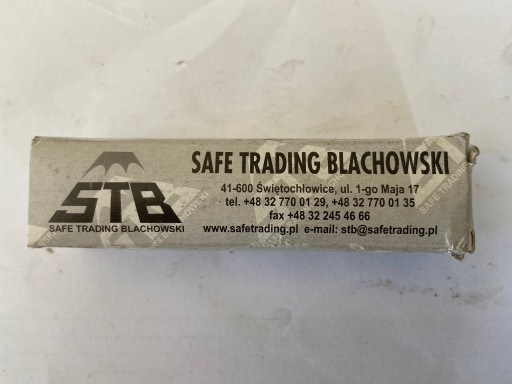 STB
SAFE TRADING BLACHOWSKI
SAFE TRADING BLACHOWSKI
41-600 Świętochłowice, ul. 1-go Maja 17
tel. +48 32 770 01 29, +48 32 770 01 35
fax +48 32 245 46 66
www.safetrading.pl e-mail: stb@safetrading.pl